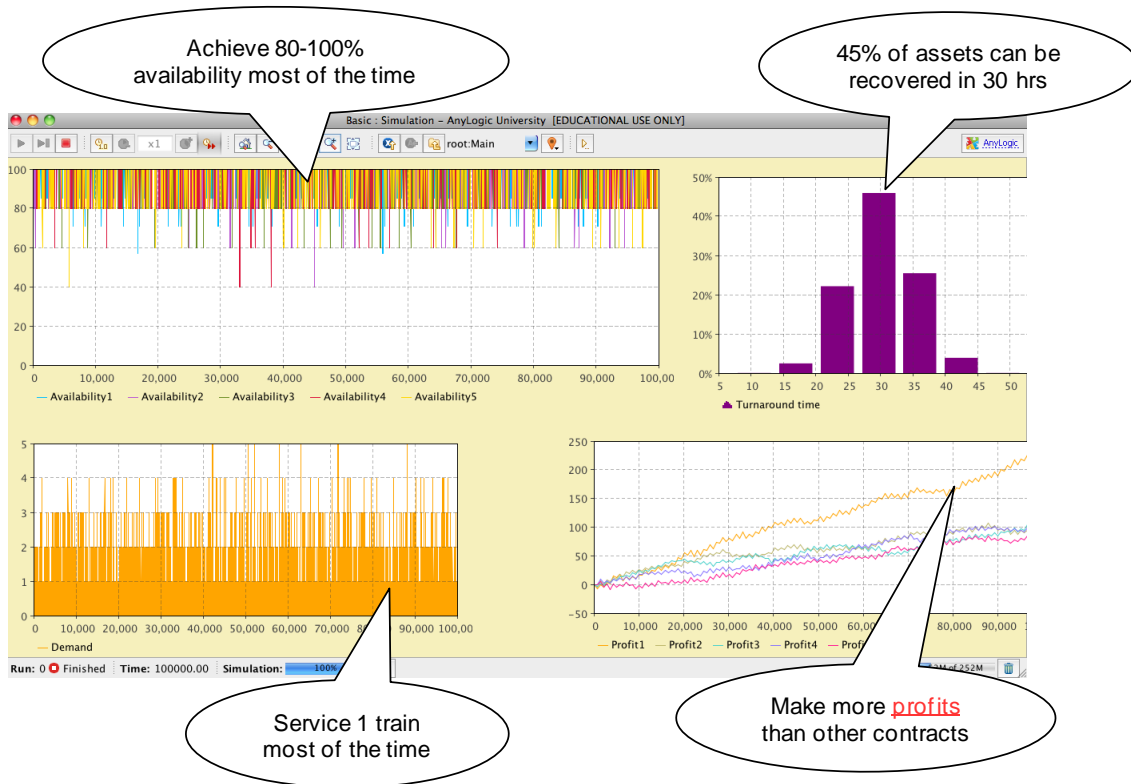 Achieve 80-100%
availability most of the time
45% of assets can be
recovered in 30 hrs
Basic : Simulation – AnyLogic University [EDUCATIONAL USE ONLY]
x1
root:Main
AnyLogic
100
80
60
40
20
0
0 10,000 20,000 30,000 40,000 50,000 60,000 70,000 80,000 90,000 100,00
Availability1 Availability2 Availability3 Availability4 Availability5
50%
40%
30%
20%
10%
0%
5 10 15 20 25 30 35 40 45 50
Turnaround time
5
4
3
2
1
0
0 10,000 20,000 30,000 40,000 50,000 60,000 70,000 80,000 90,000 100,00
Demand
250
200
150
100
50
0
-50
0 10,000 20,000 30,000 40,000 50,000 60,000 80,000 90,000
Profit1 Profit2 Profit3 Profit4
Run: 0 Finished Time: 100000.00 Simulation: 100%
of 252M
Service 1 train
most of the time
Make more profits
than other contracts